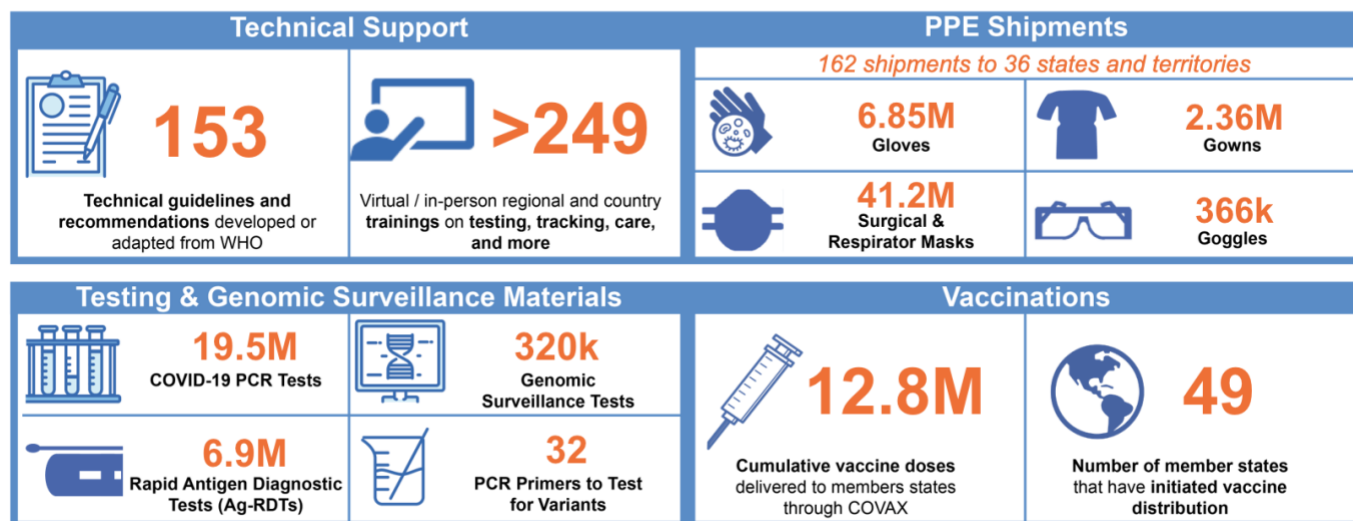 Technical Support
153
Technical guidelines and
recommendations developed or
adapted from WHO
>249
Virtual / in-person regional and country
trainings on testing, tracking, care,
and more
PPE Shipments
162 shipments to 36 states and territories
6.85M
Gloves
2.36M
Gowns
41.2M
Surgical &
Respirator Masks
366k
Goggles
Testing & Genomic Surveillance Materials
19.5M
COVID-19 PCR Tests
320k
Genomic
Surveillance Tests
6.9M
Rapid Antigen Diagnostic
Tests (Ag-RDTs)
32
PCR Primers to Test
for Variants
Vaccinations
12.8M
Cumulative vaccine doses
delivered to members states
through COVAX
49
Number of member states
that have initiated vaccine
distribution